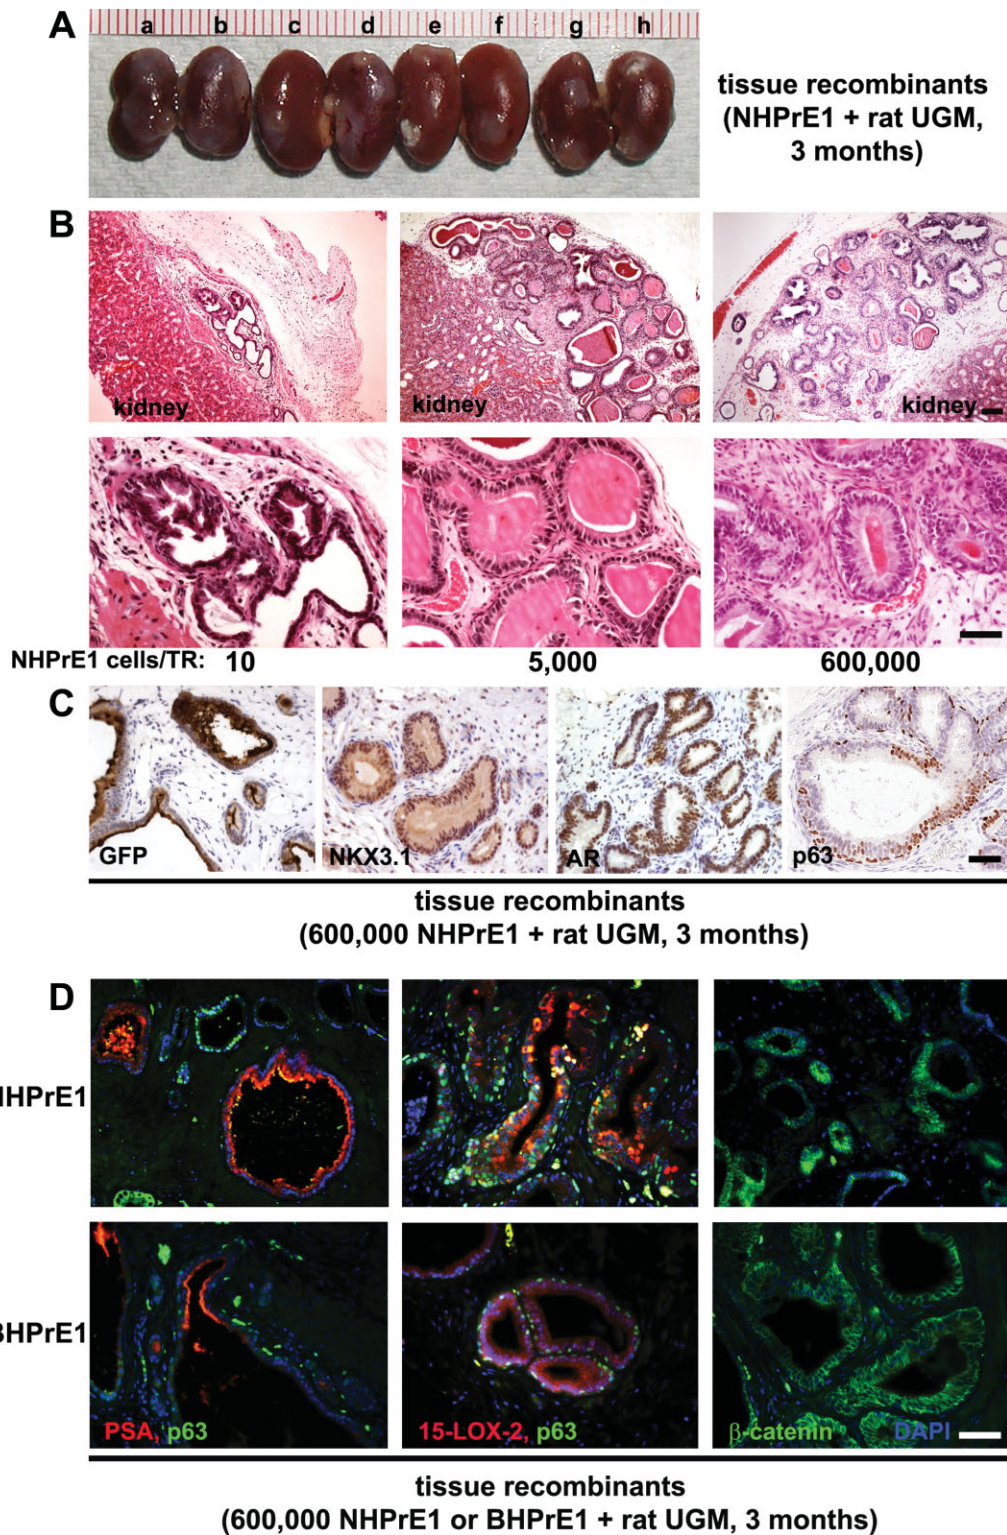 A
a b c d e f g h
tissue recombinants
(NHPrE1 + rat UGM,
3 months)
B
kidney kidney kidney
NHPrE1 cells/TR: 10 5,000 600,000
C
GFP NKX3.1 AR p63
tissue recombinants
(600,000 NHPrE1 + rat UGM, 3 months)
D
HPrE1
HPrE1
PSA, p63 15-LOX-2, p63 β-catenin DAPI
tissue recombinants
(600,000 NHPrE1 or BHPrE1 + rat UGM, 3 months)